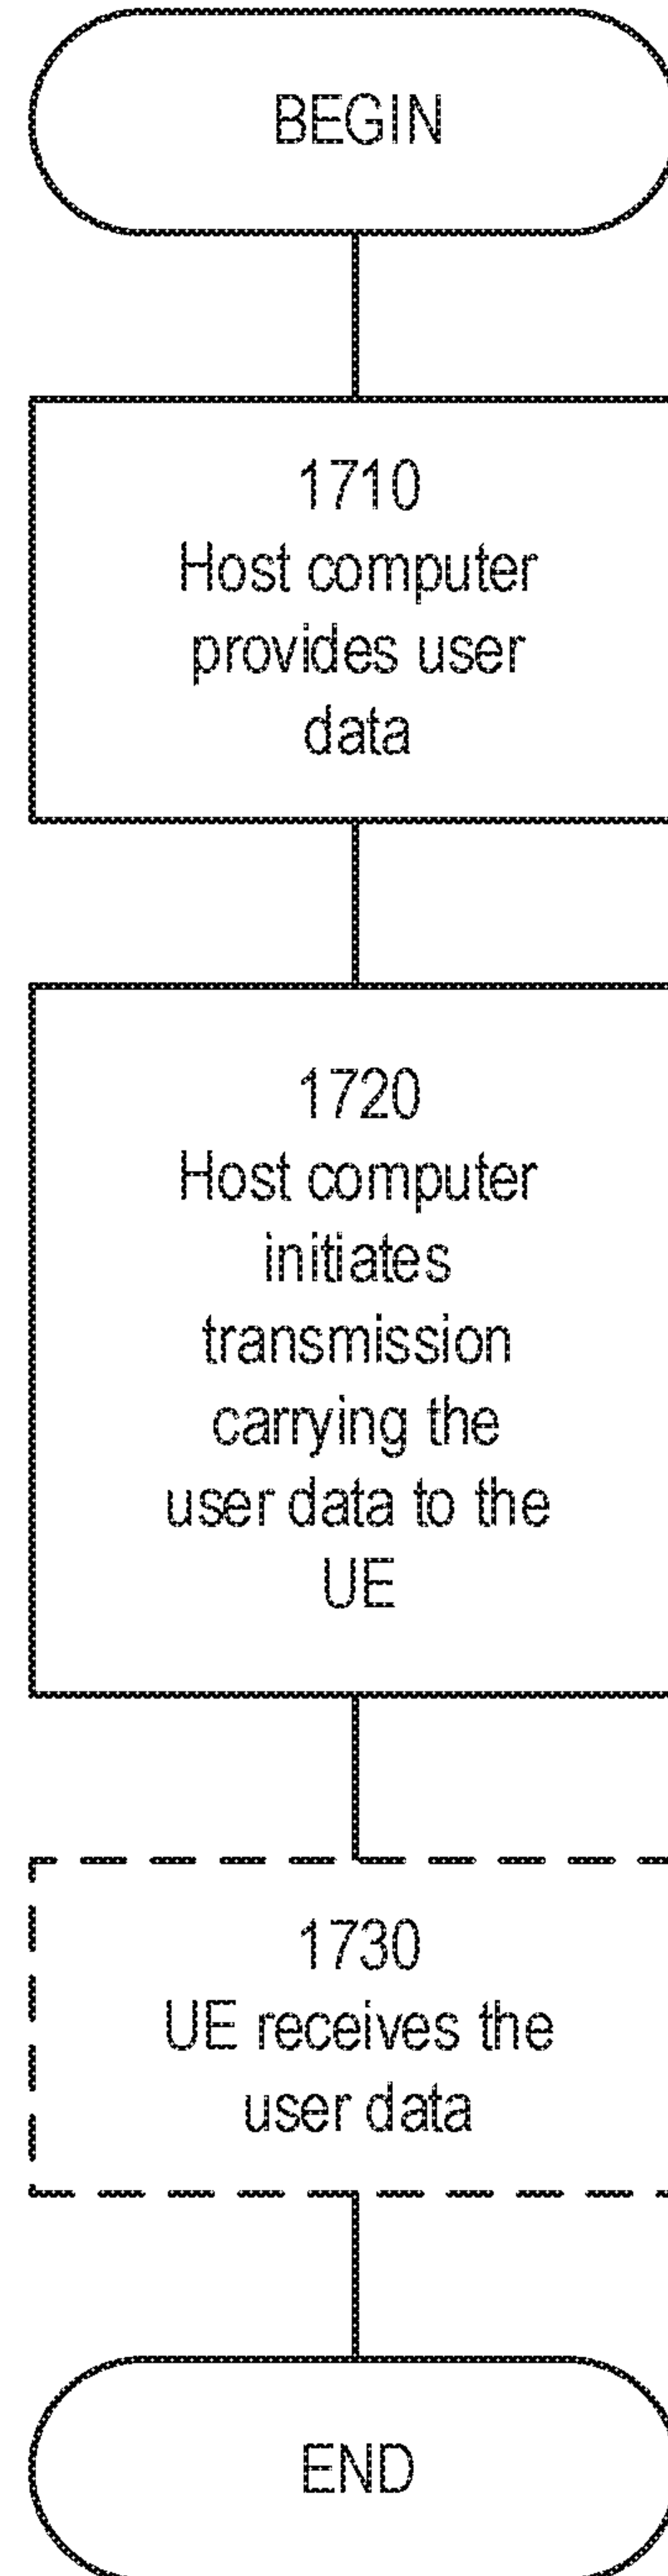 BEGIN
1710
Host computer
provides user
data
1720
Host computer
initiates
transmission
carrying the
user data to the
UE
1730
UE receives the
user data
END